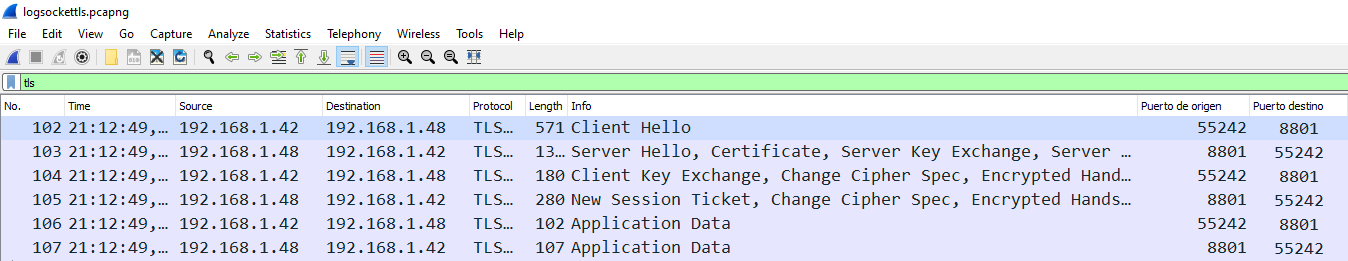 logsockettls.pcapng
File Edit View Go Capture Analyze Statistics Telephony Wireless Tools Help
tls
No. Time Source Destination Protocol Length Info Puerto de origen Puerto destino
102 21:12:49,... 192.168.1.42 192.168.1.48 TLS... 571 Client Hello 55242 8801
103 21:12:49,... 192.168.1.48 192.168.1.42 TLS... 13... Server Hello, Certificate, Server Key Exchange, Server ... 8801 55242
104 21:12:49,... 192.168.1.42 192.168.1.48 TLS... 180 Client Key Exchange, Change Cipher Spec, Encrypted Hand... 55242 8801
105 21:12:49,... 192.168.1.48 192.168.1.42 TLS... 280 New Session Ticket, Change Cipher Spec, Encrypted Hands... 8801 55242
106 21:12:49,... 192.168.1.42 192.168.1.48 TLS... 102 Application Data 55242 8801
107 21:12:49,... 192.168.1.48 192.168.1.42 TLS... 107 Application Data 8801 55242